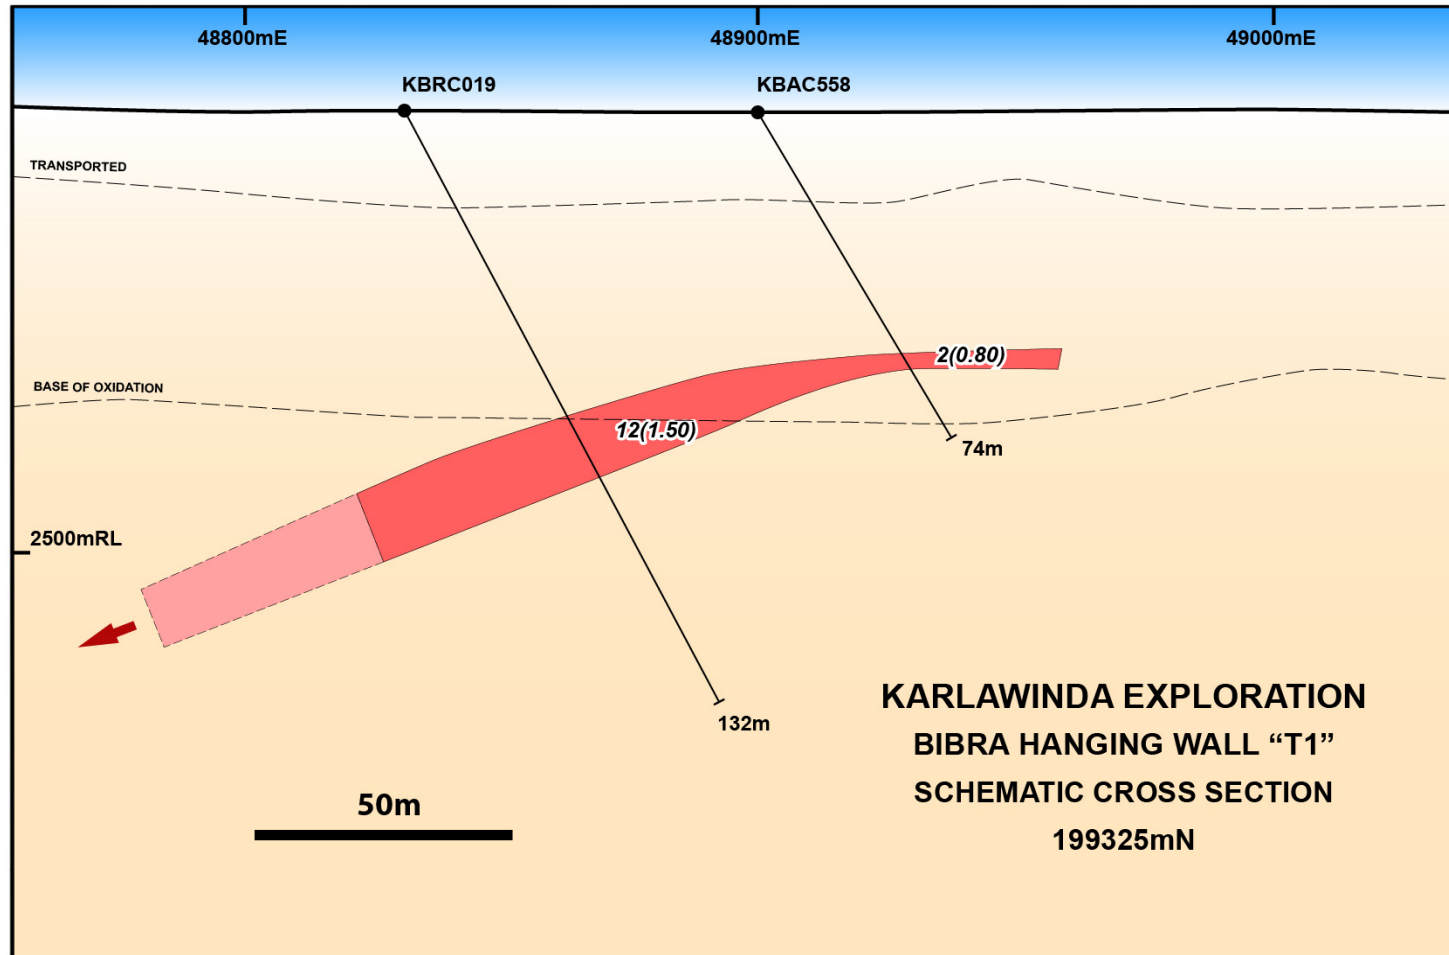 48800mE
48900mE
49000mE
KBRC019
KBAC558
TRANSPORTED
2(0.80)
BASE OF OXIDATION
12(1.50)
74m
2500mRL
132m
KARLAWINDA EXPLORATION
BIBRA HANGING WALL “T1”
SCHEMATIC CROSS SECTION
199325mN
50m